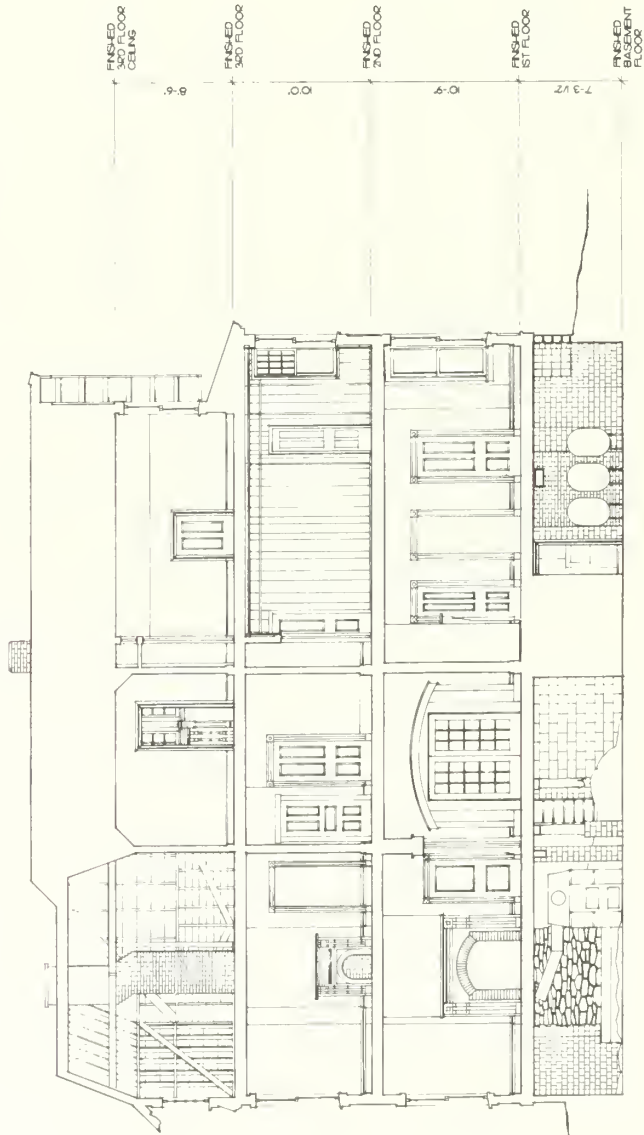 FINISHED
3RD FLOOR
CEILING
8'-6"
FINISHED
3RD FLOOR
10'.0"
FINISHED
2ND FLOOR
10'-9"
FINISHED
1ST FLOOR
7'-3 1/2"
FINISHED
BASEMENT
FLOOR